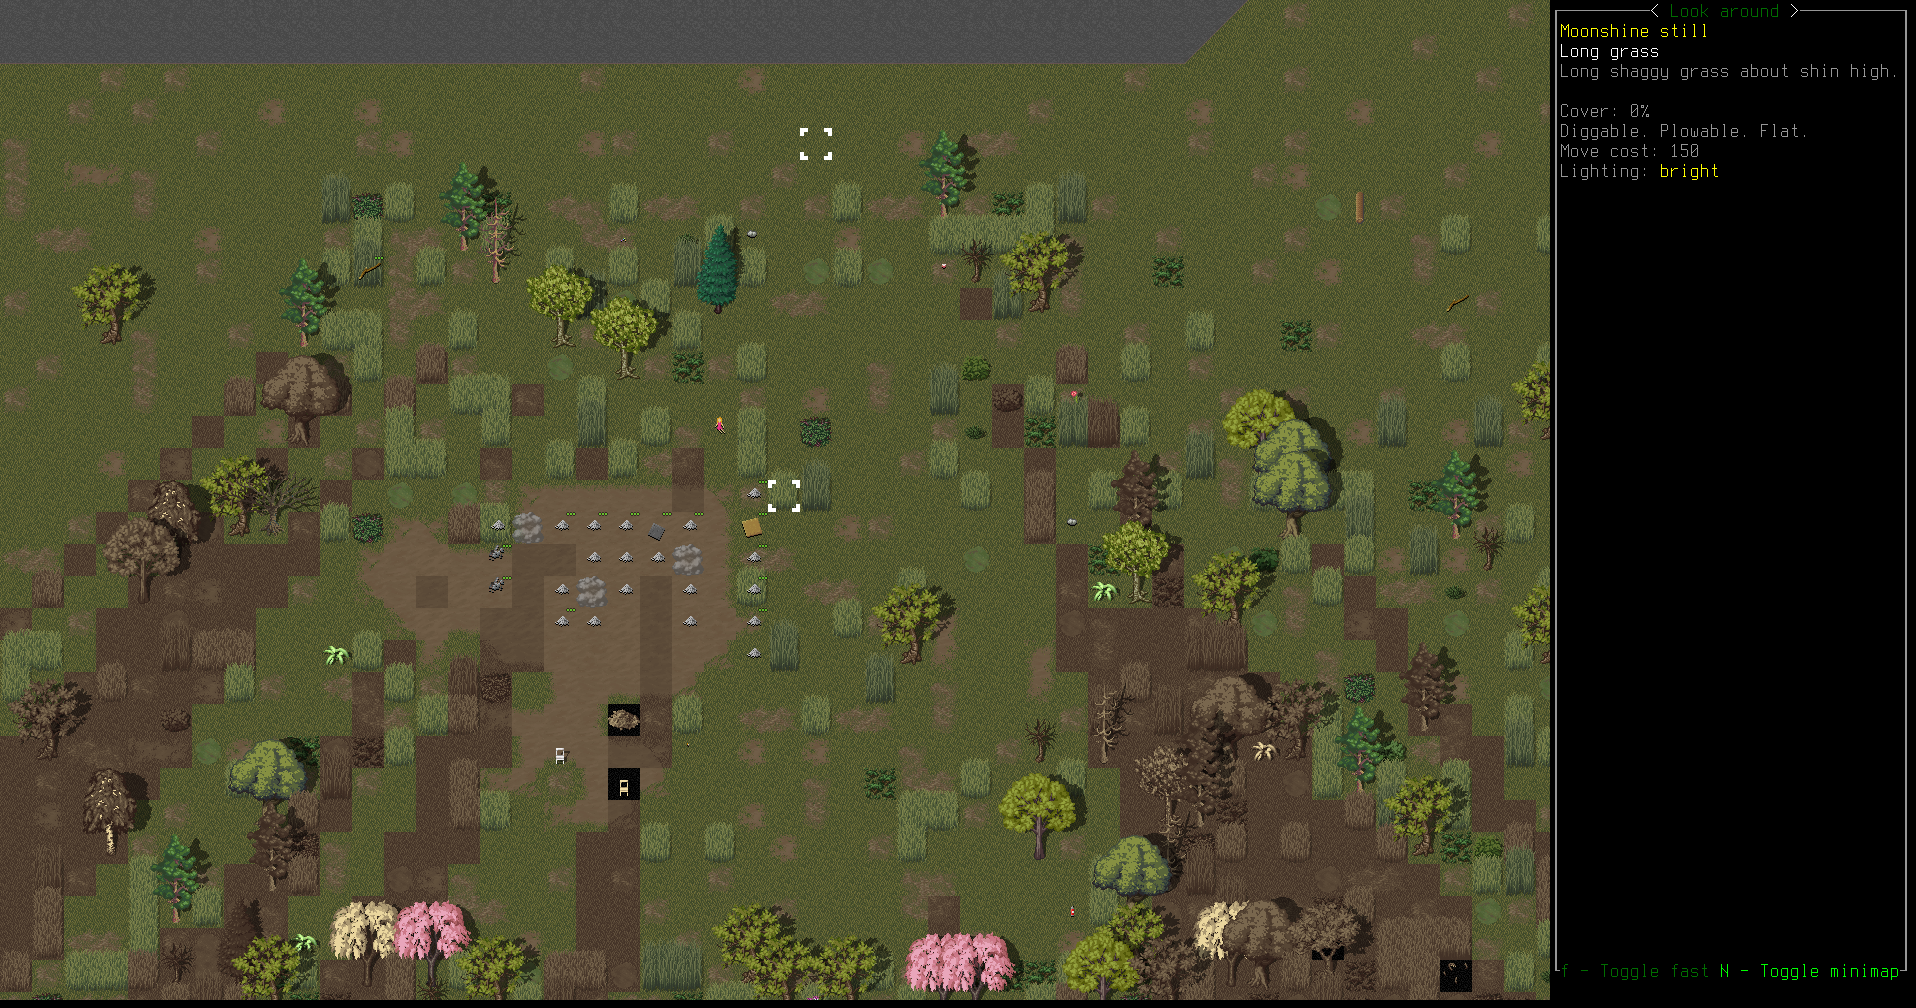 < Look around >
Moonshine still
Long grass
Long shaggy grass about shin high.
Cover: 0%
Diggable. Plowable. Flat.
Move cost: 150
Lighting: bright
f - Toggle fast N - Toggle minimap